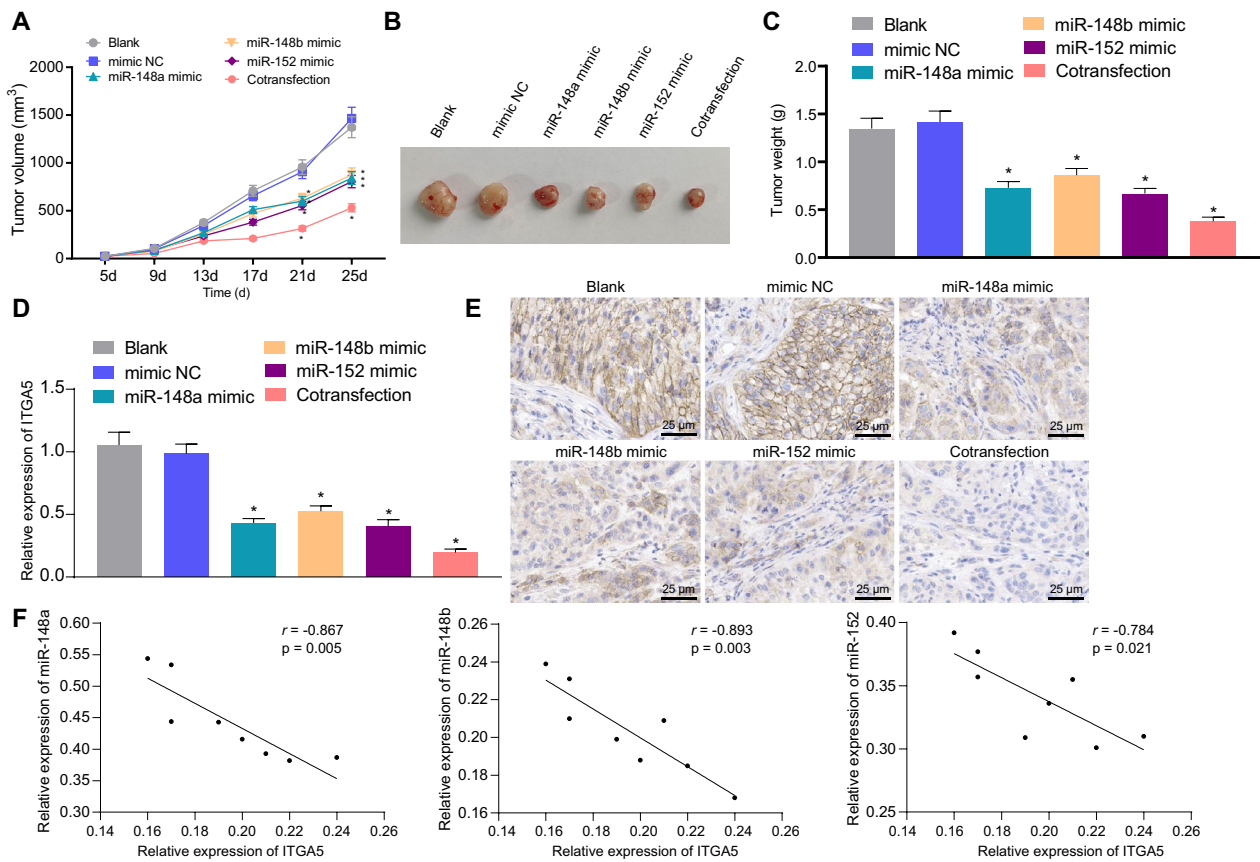 A
Blank
mimic NC
miR-148a mimic
miR-148b mimic
miR-152 mimic
Cotransfection
Tumor volume (mm³)
2000
1500
1000
500
0
5d 9d 13d 17d 21d 25d
Time (d)
* * * * * * * *
B
Blank
mimic NC
miR-148a mimic
miR-148b mimic
miR-152 mimic
Cotransfection
C
Blank
mimic NC
miR-148a mimic
miR-148b mimic
miR-152 mimic
Cotransfection
Tumor weight (g)
2.0
1.5
1.0
0.5
0.0
* * * *
D
Blank
mimic NC
miR-148a mimic
miR-148b mimic
miR-152 mimic
Cotransfection
Relative expression of ITGA5
1.5
1.0
0.5
0.0
* * * *
E
Blank mimic NC miR-148a mimic
25 µm 25 µm 25 µm
miR-148b mimic miR-152 mimic Cotransfection
25 µm 25 µm 25 µm
F
Relative expression of miR-148a
0.60
0.55
0.50
0.45
0.40
0.35
0.30
r = -0.867
p = 0.005
0.14 0.16 0.18 0.20 0.22 0.24 0.26
Relative expression of ITGA5
Relative expression of miR-148b
0.26
0.24
0.22
0.20
0.18
0.16
r = -0.893
p = 0.003
0.14 0.16 0.18 0.20 0.22 0.24 0.26
Relative expression of ITGA5
Relative expression of miR-152
0.40
0.35
0.30
0.25
r = -0.784
p = 0.021
0.14 0.16 0.18 0.20 0.22 0.24 0.26
Relative expression of ITGA5